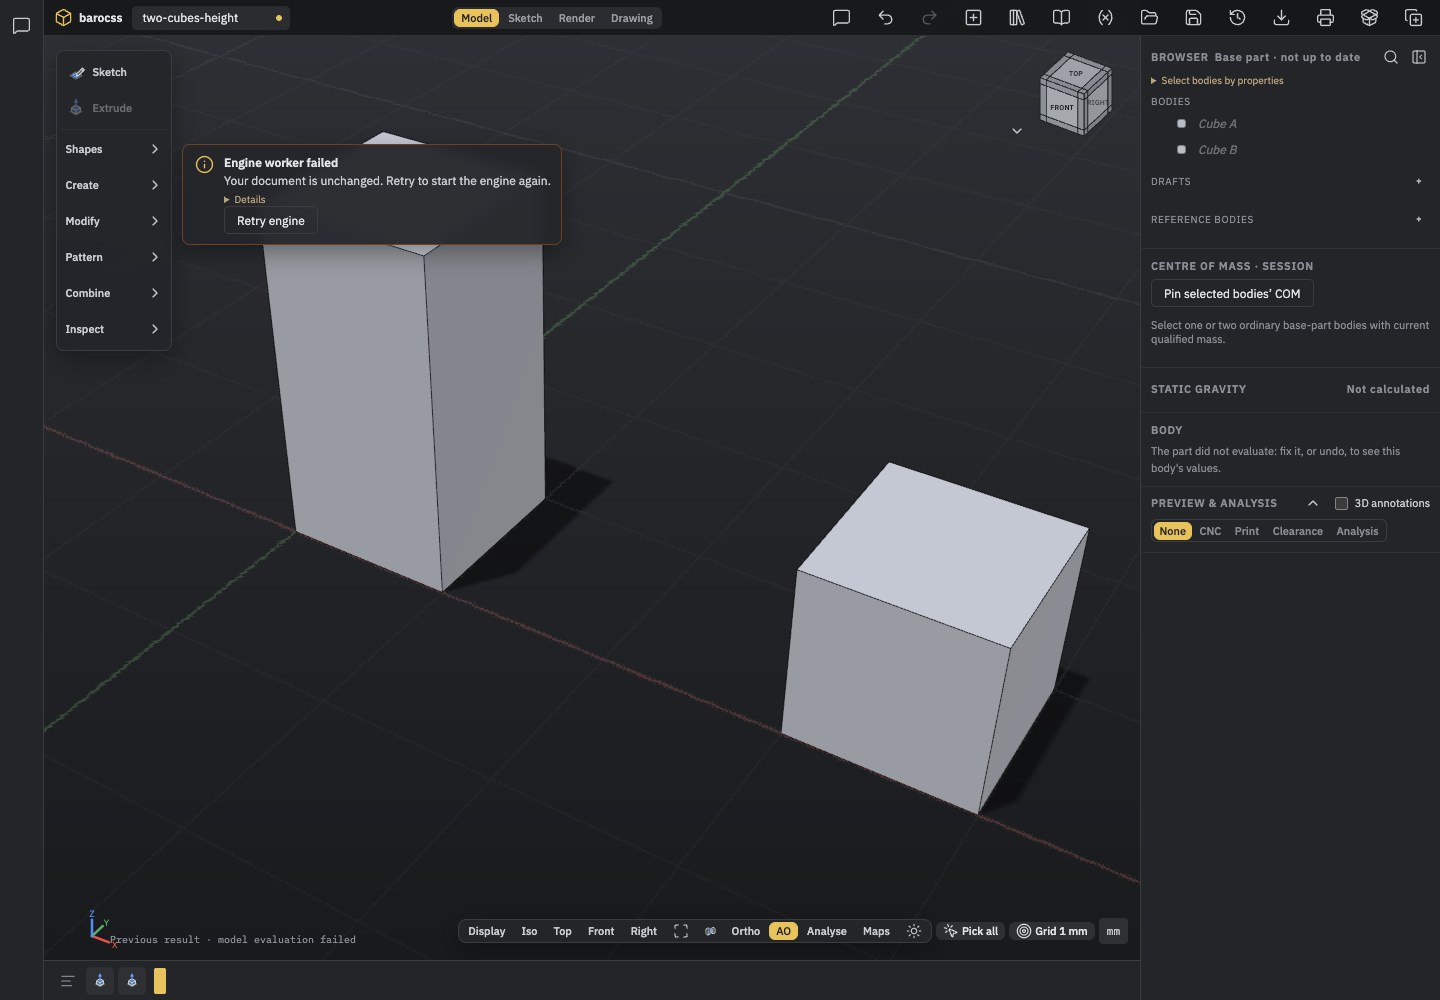 barocss
two-cubes-height
Model
Sketch
Render
Drawing
Sketch
Extrude
Shapes
Create
Modify
Pattern
Combine
Inspect
Engine worker failed
Your document is unchanged. Retry to start the engine again.
Details
Retry engine
TOP
FRONT
RIGHT
BROWSER Base part · not up to date
Select bodies by properties
BODIES
Cube A
Cube B
DRAFTS +
REFERENCE BODIES +
CENTRE OF MASS · SESSION
Pin selected bodies’ COM
Select one or two ordinary base-part bodies with current
qualified mass.
STATIC GRAVITY Not calculated
BODY
The part did not evaluate: fix it, or undo, to see this
body's values.
PREVIEW & ANALYSIS 3D annotations
None CNC Print Clearance Analysis
Z
Y
X
Previous result · model evaluation failed
Display Iso Top Front Right Ortho AO Analyse Maps
Pick all
Grid 1 mm
mm